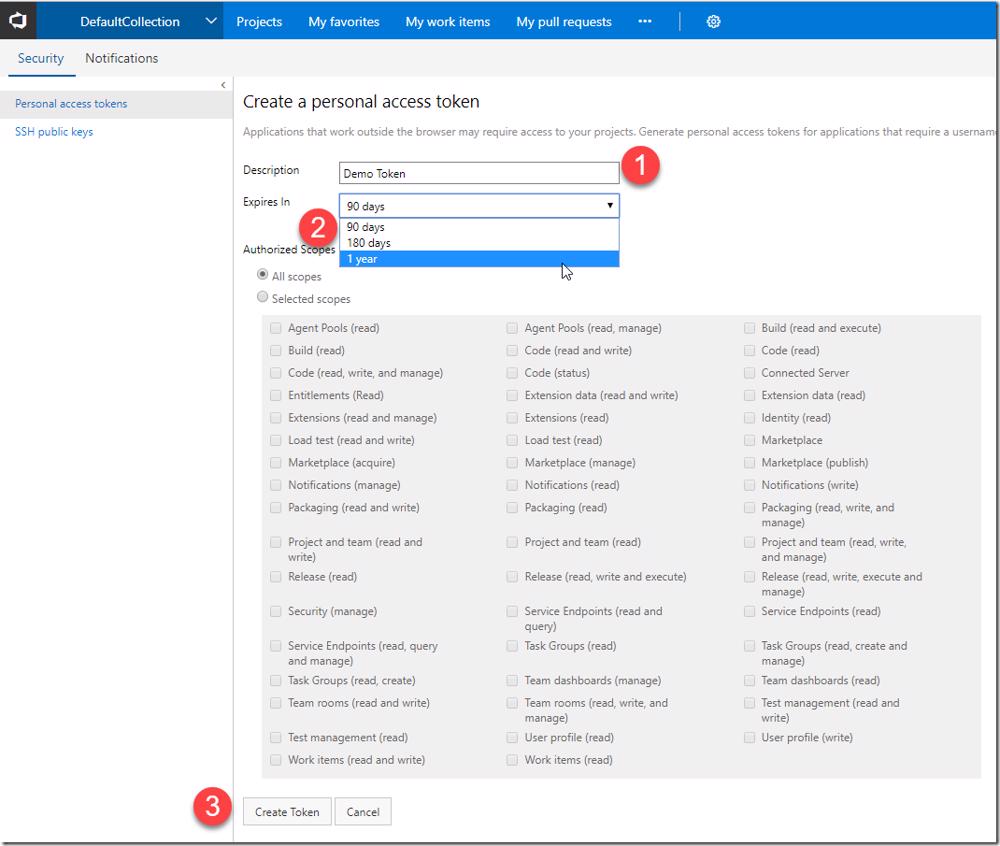 DefaultCollection Projects My favorites My work items My pull requests
Security Notifications
Personal access tokens
SSH public keys
Create a personal access token
Applications that work outside the browser may require access to your projects. Generate personal access tokens for applications that require a username
Description Demo Token 1
Expires In 90 days
2 90 days
180 days
1 year
Authorized Scopes
All scopes
Selected scopes
Agent Pools (read) Agent Pools (read, manage) Build (read and execute)
Build (read) Code (read and write) Code (read)
Code (read, write, and manage) Code (status) Connected Server
Entitlements (Read) Extension data (read and write) Extension data (read)
Extensions (read and manage) Extensions (read) Identity (read)
Load test (read and write) Load test (read) Marketplace
Marketplace (acquire) Marketplace (manage) Marketplace (publish)
Notifications (manage) Notifications (read) Notifications (write)
Packaging (read and write) Packaging (read) Packaging (read, write, and
manage)
Project and team (read and Project and team (read) Project and team (read, write,
write) and manage)
Release (read) Release (read, write and execute) Release (read, write, execute and
manage)
Security (manage) Service Endpoints (read and Service Endpoints (read)
query)
Service Endpoints (read, query Task Groups (read) Task Groups (read, create and
and manage) manage)
Task Groups (read, create) Team dashboards (manage) Team dashboards (read)
Team rooms (read and write) Team rooms (read, write, and Test management (read and
manage) write)
Test management (read) User profile (read) User profile (write)
Work items (read and write) Work items (read)
3 Create Token Cancel